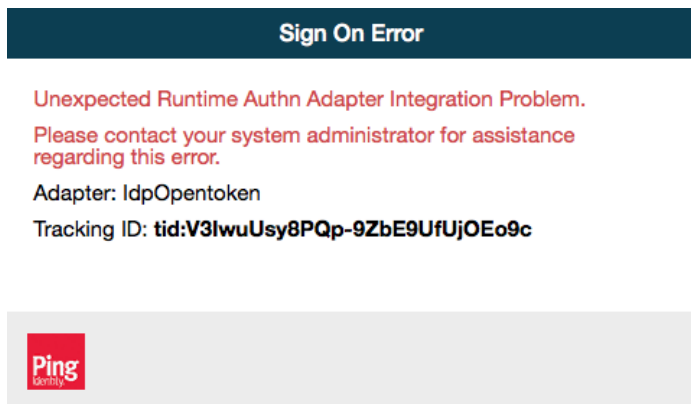 Sign On Error
Unexpected Runtime Authn Adapter Integration Problem.
Please contact your system administrator for assistance
regarding this error.
Adapter: IdpOpentoken
Tracking ID: tid:V3IwuUsy8PQp-9ZbE9UfUjOEo9c
Ping
Identity.